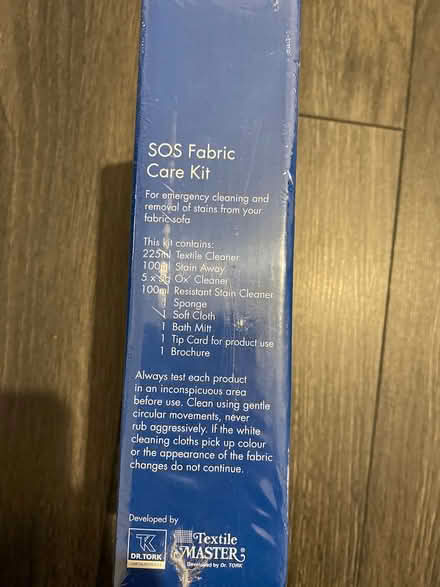 SOS Fabric
Care Kit
For emergency cleaning and
removal of stains from your
fabric sofa
This kit contains:
225ml Textile Cleaner
100ml Stain Away
5 x Ox' Cleaner
100ml Resistant Stain Cleaner
1 Sponge
1 Soft Cloth
1 Bath Mitt
1 Tip Card for product use
1 Brochure
Always test each product
in an inconspicuous area
before use. Clean using gentle
circular movements, never
rub aggressively. If the white
cleaning cloths pick up colour
or the appearance of the fabric
changes do not continue.
Developed by
TK
DR.TORK
Textile
MASTER®
Developed by Dr. TORK